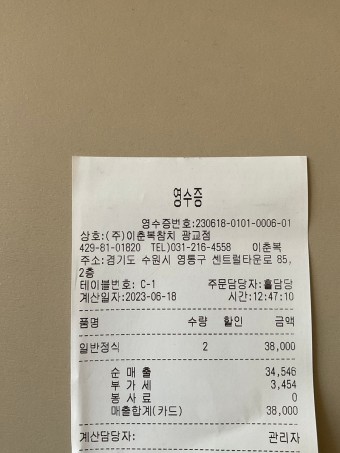 영수증
영수증번호:230618-0101-0006-01
상호:(주)이춘복참치 광교점
429-81-01820 TEL)031-216-4558 이춘복
주소:경기도 수원시 영통구 센트럴타운로 85,
2층
테이블번호: C-1 주문담당자:홀담당
계산일:2023-06-18 시간:12:47:10
품명 수량 할인 금액
일반정식 2 38,000
순 매 출 34,546
부 가 세 3,454
봉 사 료 0
매출합계(카드) 38,000
계산담당자: 관리자